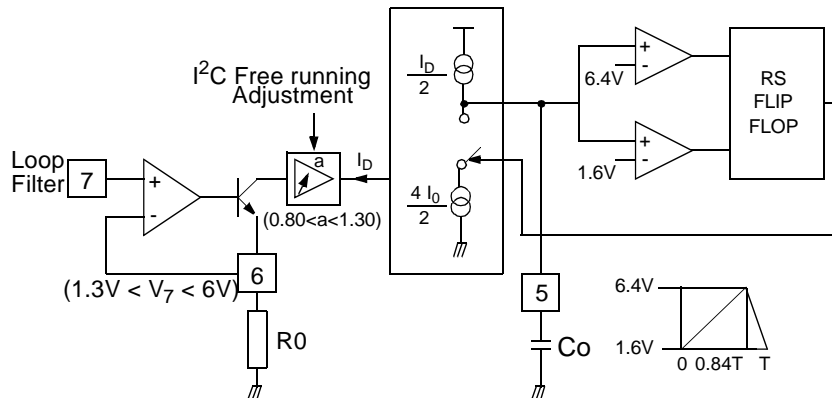 I²C Free running
Adjustment
Loop
Filter
7
+
-
a
(0.80<a<1.30)
I_D
I_D
2
4 I_0
2
6.4V
+
-
1.6V
+
-
RS
FLIP
FLOP
6
(1.3V < V_7 < 6V)
R0
5
Co
6.4V
1.6V
0 0.84T T